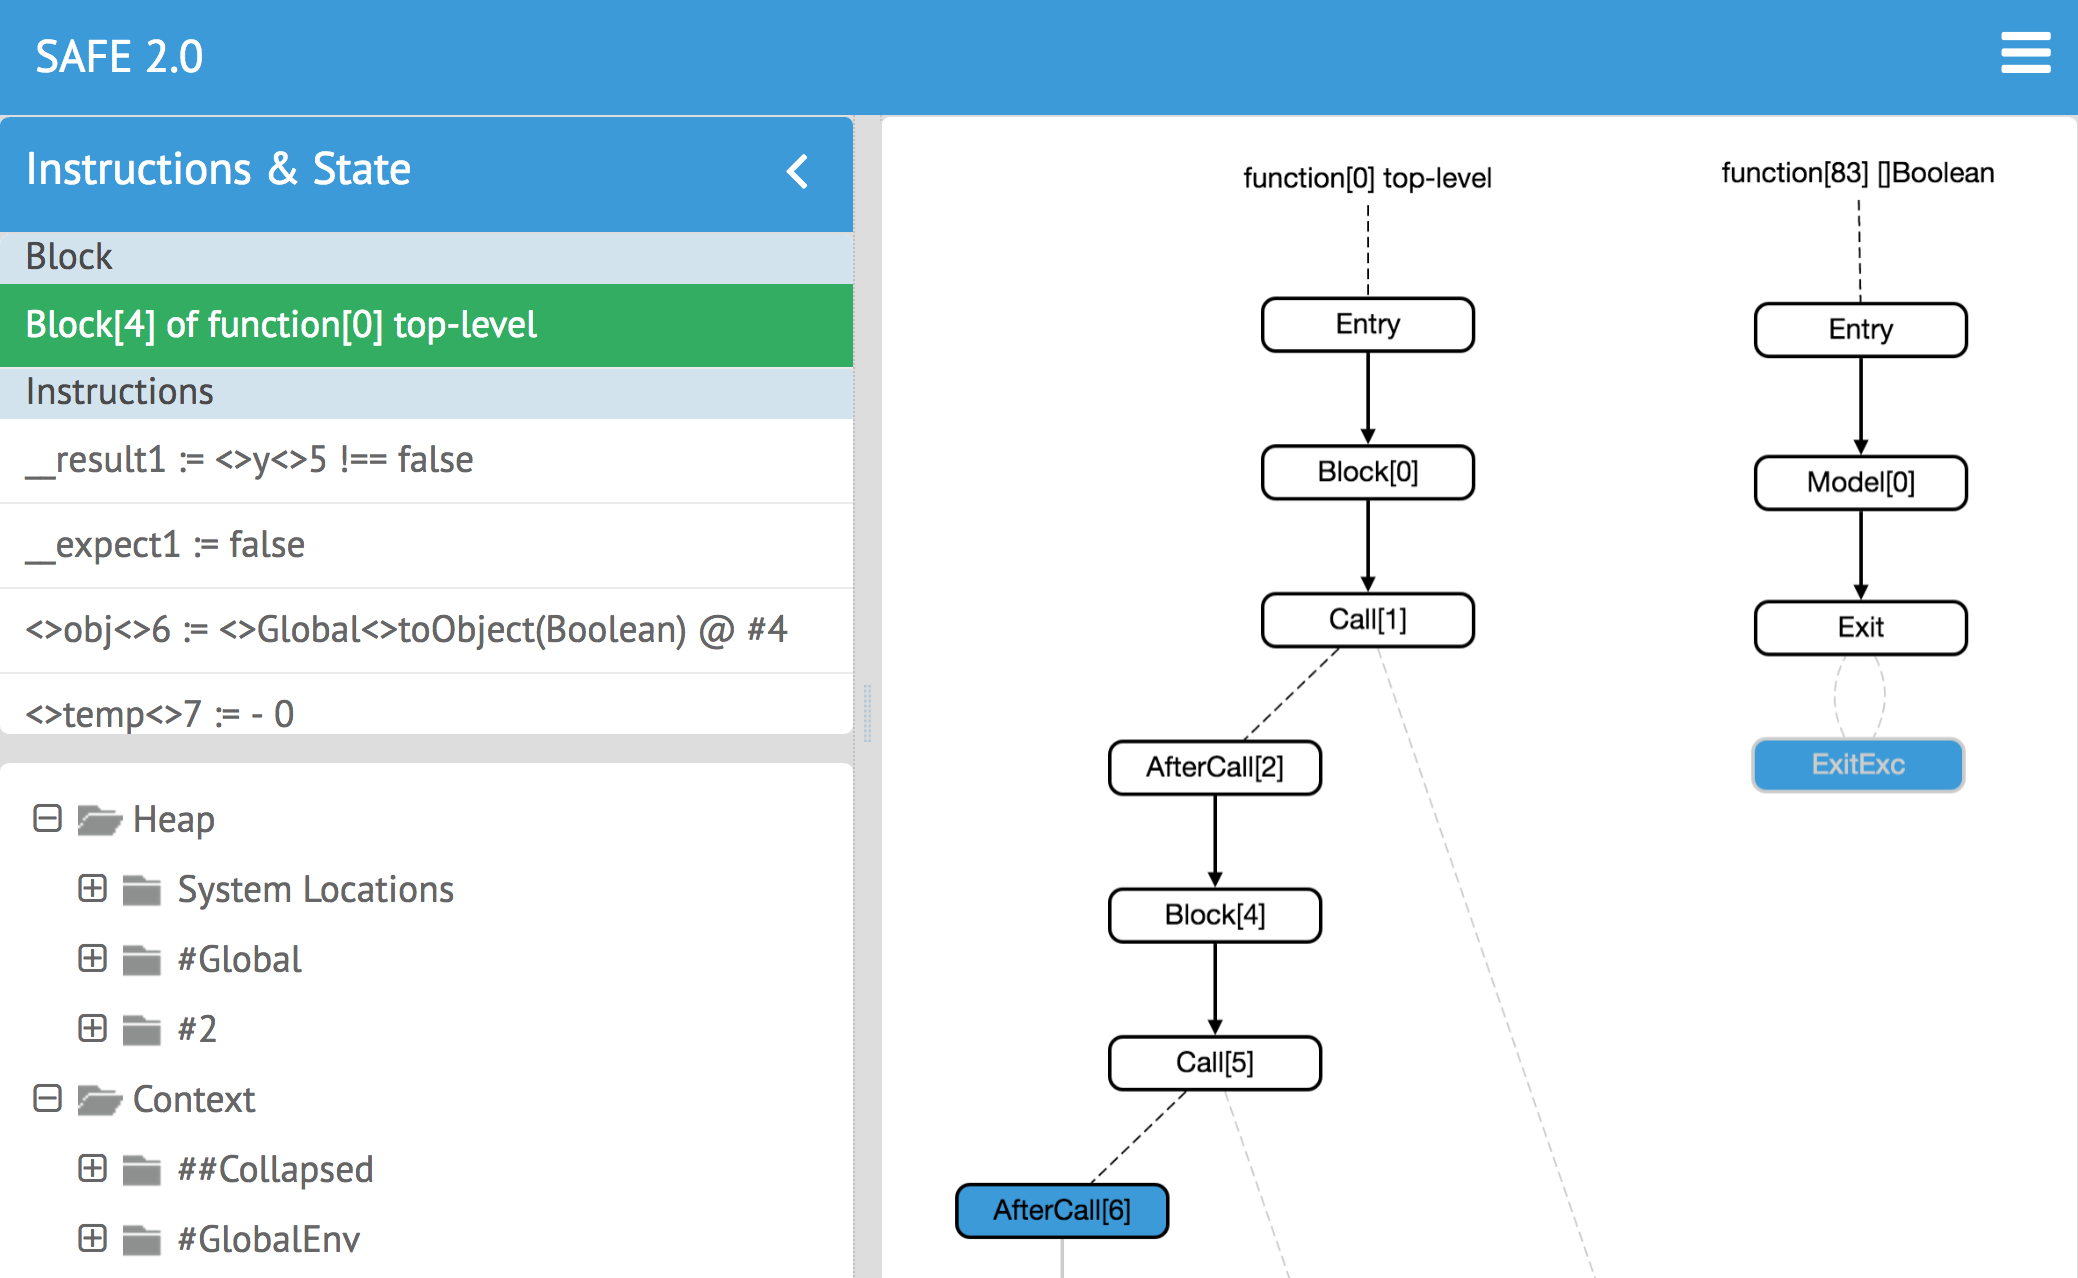 SAFE 2.0
Instructions & State
Block
Block[4] of function[0] top-level
Instructions
__result1 := <>y<>5 !== false
__expect1 := false
<>obj<>6 := <>Global<>toObject(Boolean) @ #4
<>temp<>7 := - 0
Heap
System Locations
#Global
#2
Context
##Collapsed
#GlobalEnv
function[0] top-level
Entry
Block[0]
Call[1]
AfterCall[2]
Block[4]
Call[5]
AfterCall[6]
function[83] []Boolean
Entry
Model[0]
Exit
ExitExc